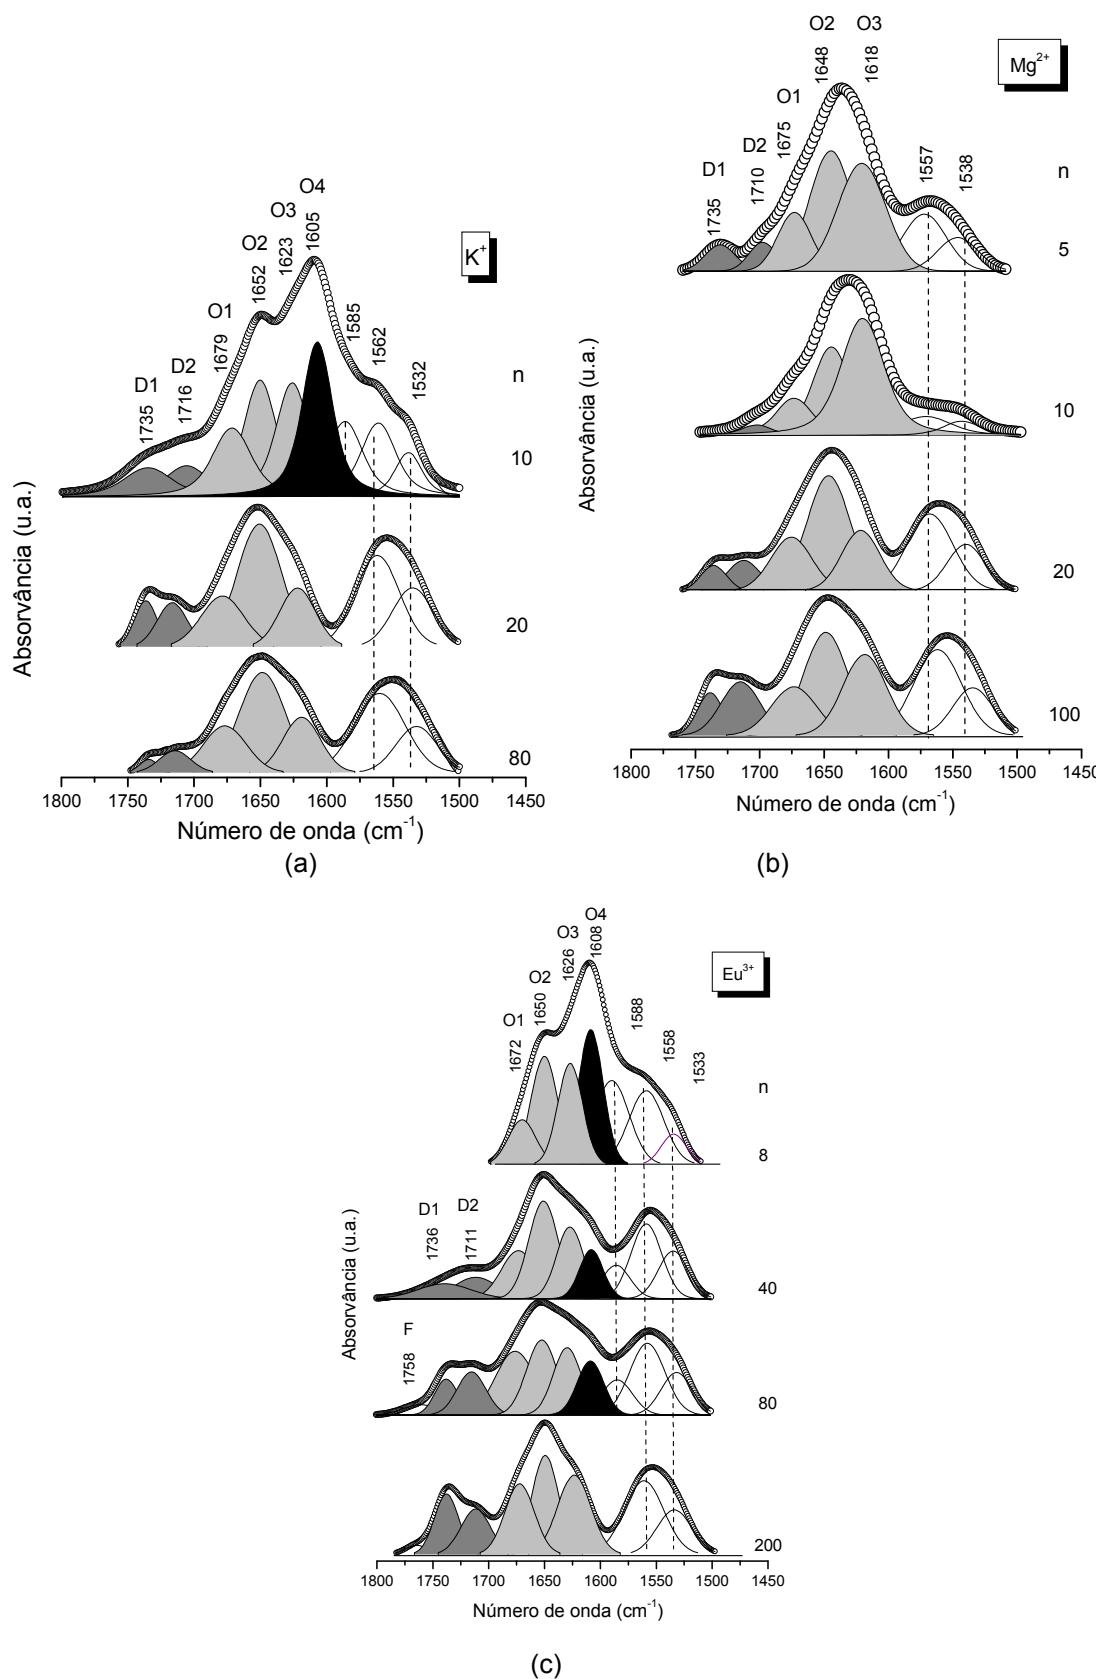 K⁺
O4
1605
O3
1623
O2
1652
O1
1679
D2
1716
D1
1735
1585
1562
1532
n
10
20
80
Absorvância (u.a.)
1800 1750 1700 1650 1600 1550 1500 1450
Número de onda (cm⁻¹)
(a)
Mg²⁺
O2 O3
1648 1618
O1
1675
D2
1710
D1
1735
1557
1538
n
5
10
20
100
Absorvância (u.a.)
1800 1750 1700 1650 1600 1550 1500 1450
Número de onda (cm⁻¹)
(b)
Eu³⁺
O4
1608
O3
1626
O2
1650
O1
1672
1588
1558
1533
n
8
D1 D2
1736 1711
40
F
1758
80
200
Absorvância (u.a.)
1800 1750 1700 1650 1600 1550 1500 1450
Número de onda (cm⁻¹)
(c)